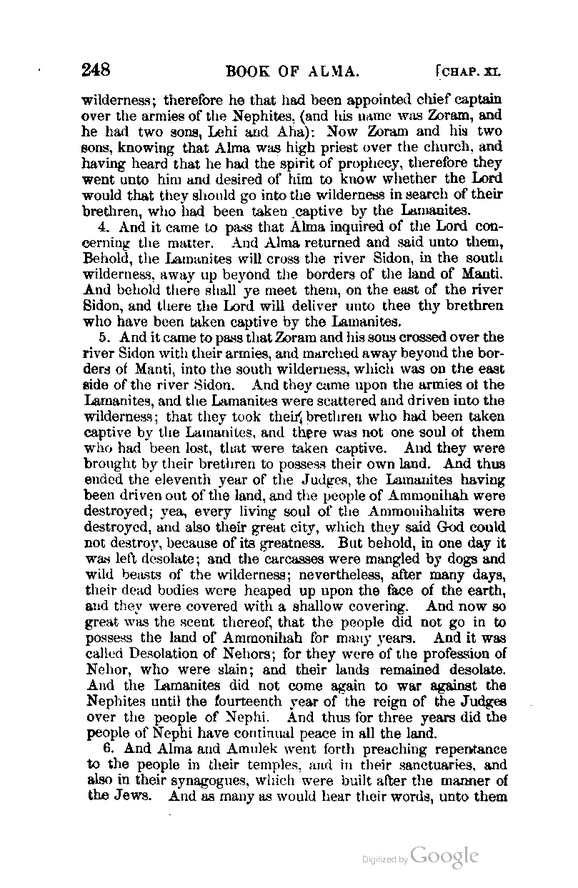 248 BOOK OF ALMA. [CHAP. XI.
wilderness; therefore he that had been appointed chief captain
over the armies of the Nephites, (and his name was Zoram, and
he had two sons, Lehi and Aha): Now Zoram and his two
sons, knowing that Alma was high priest over the church, and
having heard that he had the spirit of prophecy, therefore they
went unto him and desired of him to know whether the Lord
would that they should go into the wilderness in search of their
brethren, who had been taken captive by the Lamanites.
4. And it came to pass that Alma inquired of the Lord con-
cerning the matter. And Alma returned and said unto them,
Behold, the Lamanites will cross the river Sidon, in the south
wilderness, away up beyond the borders of the land of Manti.
And behold there shall ye meet them, on the east of the river
Sidon, and there the Lord will deliver unto thee thy brethren
who have been taken captive by the Lamanites.
5. And it came to pass that Zoram and his sons crossed over the
river Sidon with their armies, and marched away beyond the bor-
ders of Manti, into the south wilderness, which was on the east
side of the river Sidon. And they came upon the armies of the
Lamanites, and the Lamanites were scattered and driven into the
wilderness; that they took their brethren who had been taken
captive by the Lamanites, and there was not one soul of them
who had been lost, that were taken captive. And they were
brought by their brethren to possess their own land. And thus
ended the eleventh year of the Judges, the Lamanites having
been driven out of the land, and the people of Ammonihah were
destroyed; yea, every living soul of the Ammonihahits were
destroyed, and also their great city, which they said God could
not destroy, because of its greatness. But behold, in one day it
was left desolate; and the carcasses were mangled by dogs and
wild beasts of the wilderness; nevertheless, after many days,
their dead bodies were heaped up upon the face of the earth,
and they were covered with a shallow covering. And now so
great was the scent thereof, that the people did not go in to
possess the land of Ammonihah for many years. And it was
called Desolation of Nehors; for they were of the profession of
Nehor, who were slain; and their lands remained desolate.
And the Lamanites did not come again to war against the
Nephites until the fourteenth year of the reign of the Judges
over the people of Nephi. And thus for three years did the
people of Nephi have continual peace in all the land.
6. And Alma and Amulek went forth preaching repentance
to the people in their temples, and in their sanctuaries, and
also in their synagogues, which were built after the manner of
the Jews. And as many as would hear their words, unto them
Digitized by Google